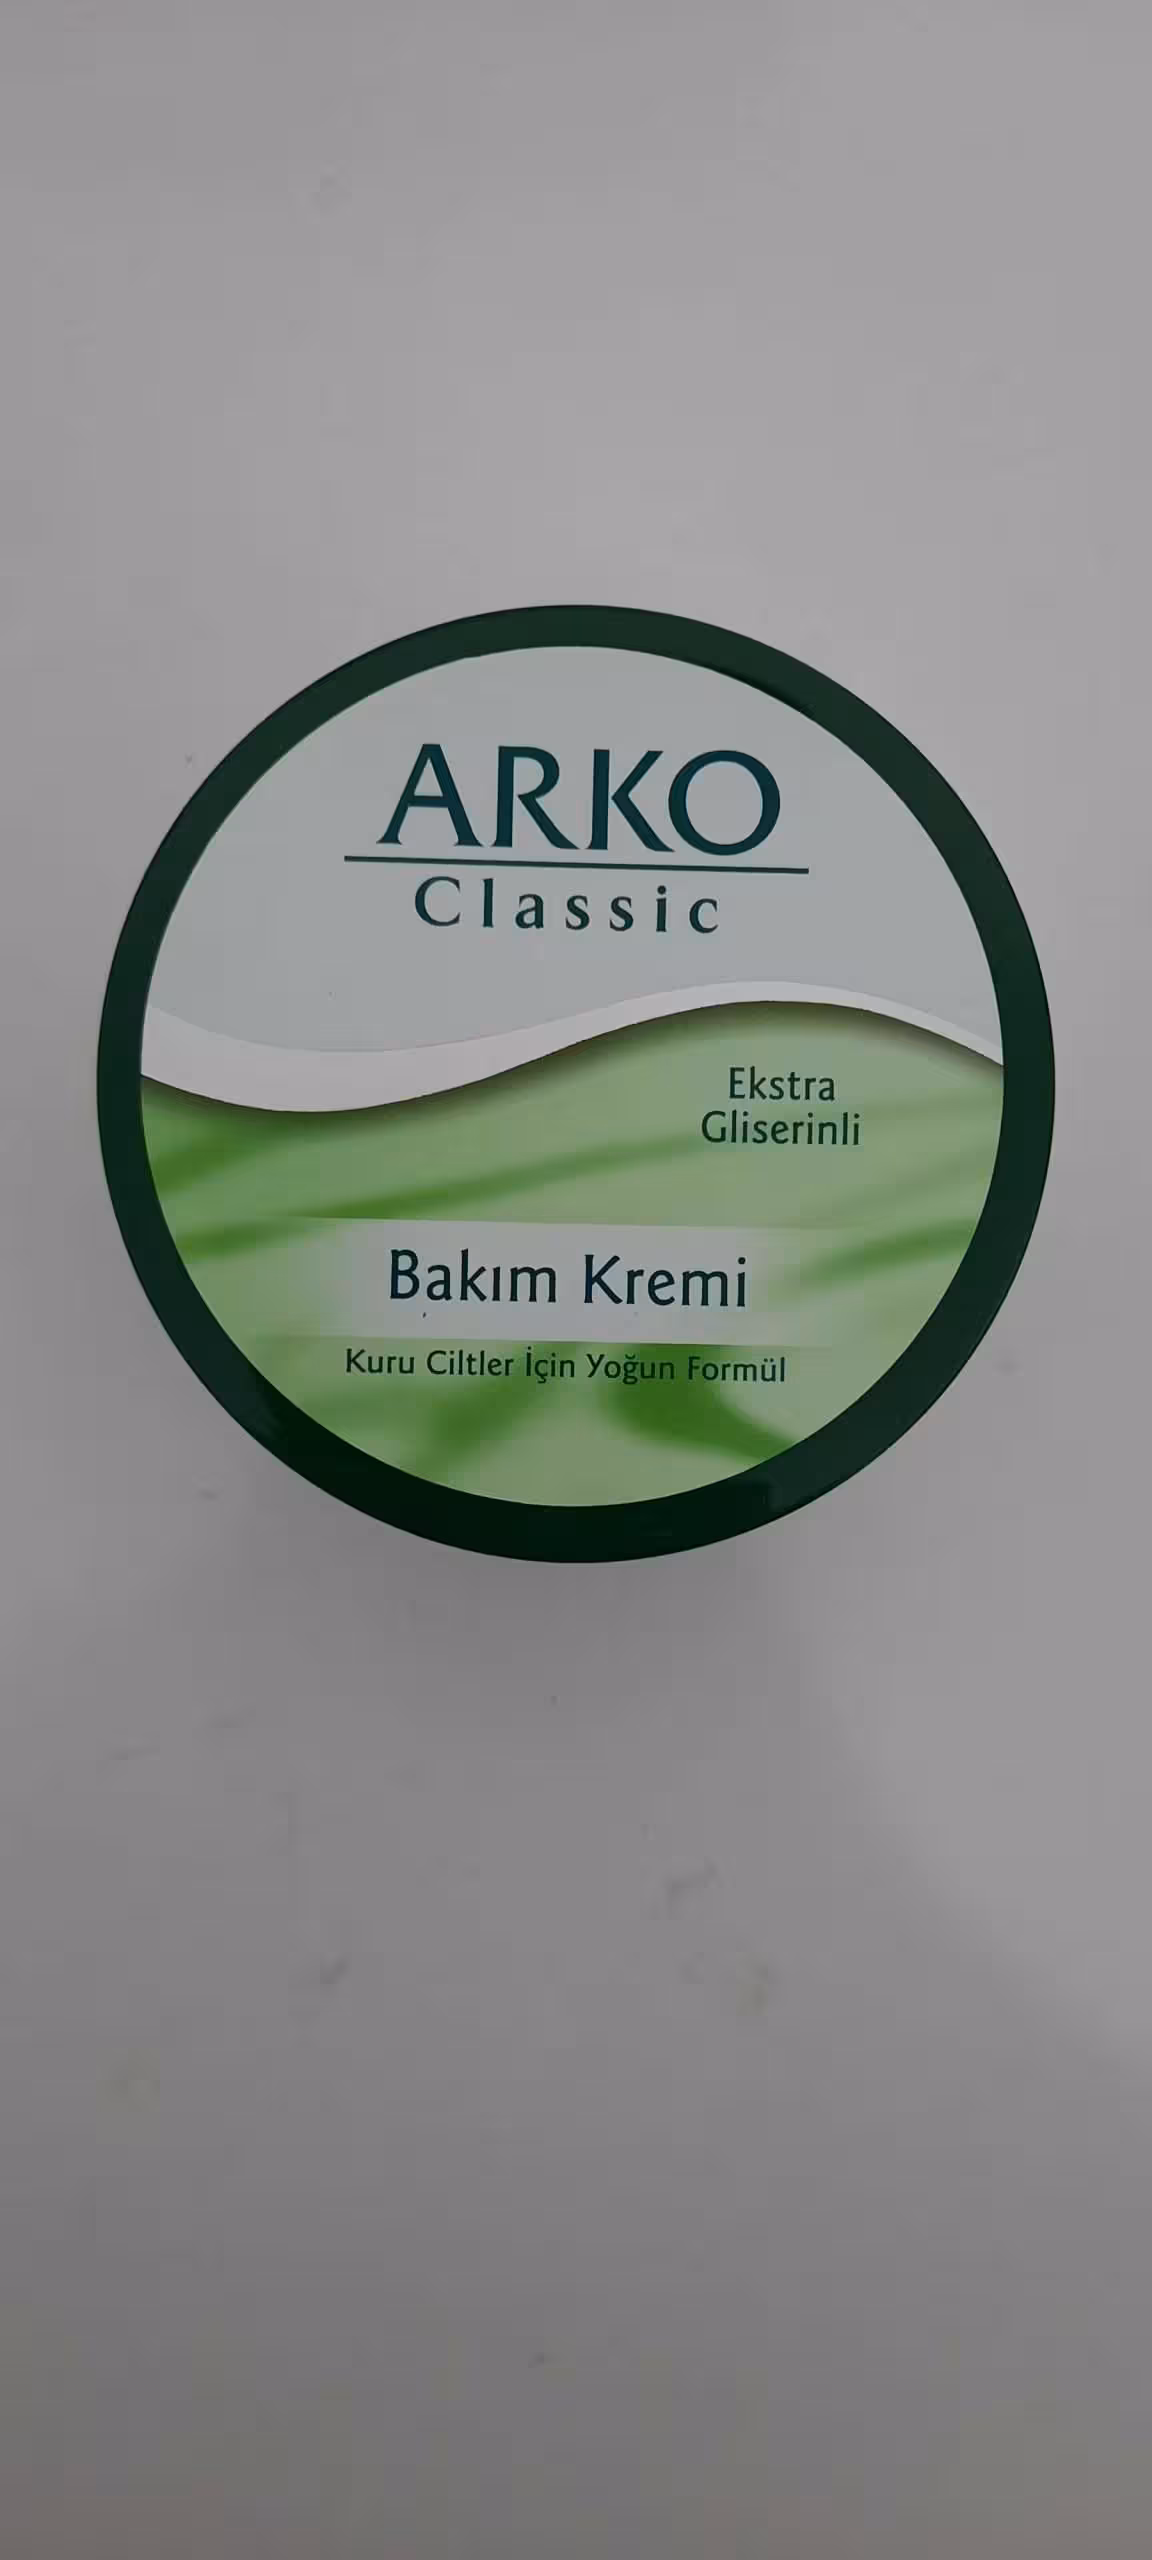 ARKO
Classic
Ekstra
Gliserinli
Bakım Kremi
Kuru Ciltler İçin Yoğun Formül